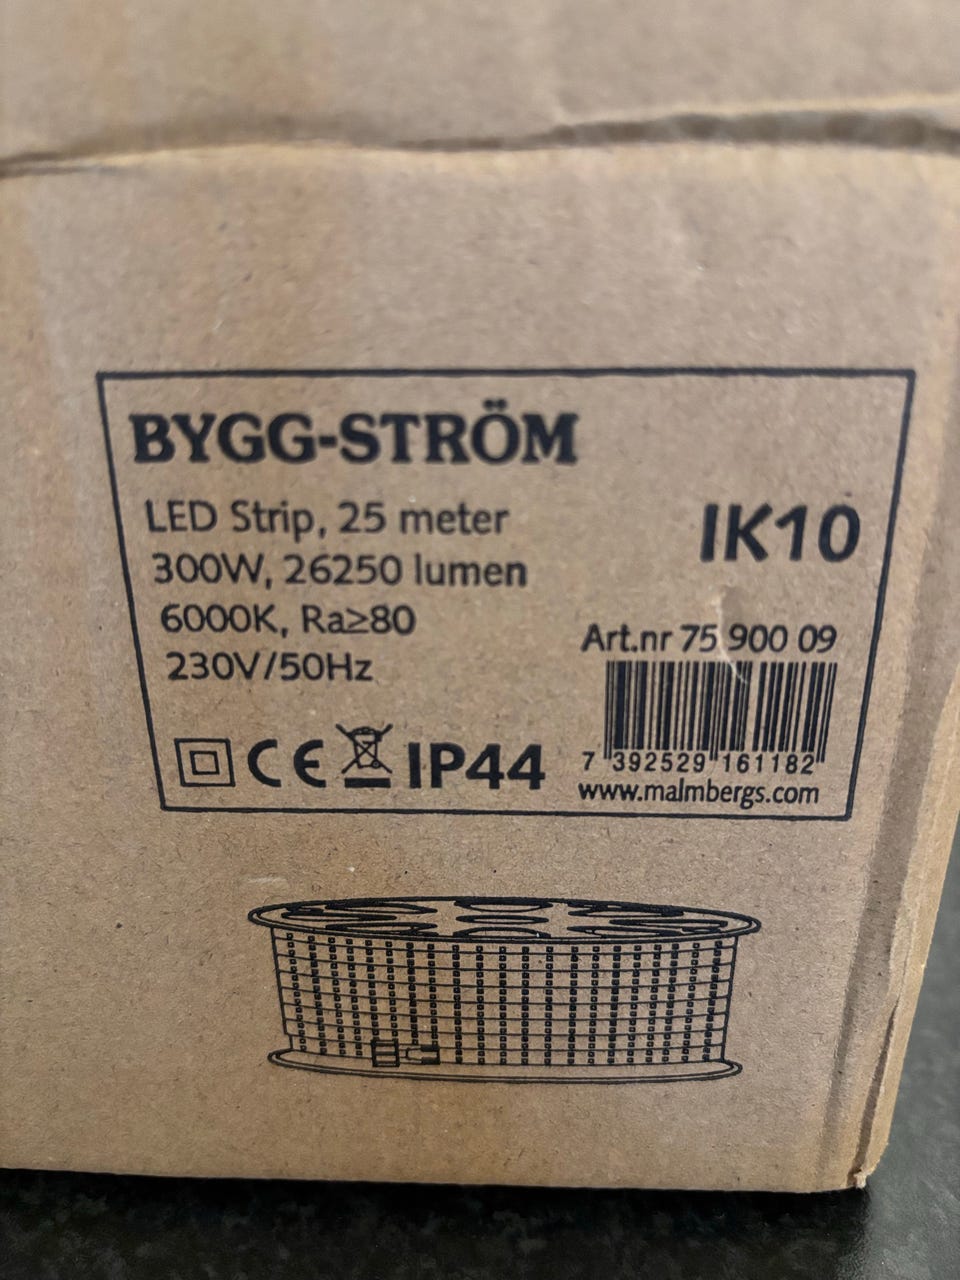 BYGG-STRÖM
LED Strip, 25 meter
300W, 26250 lumen
6000K, Ra≥80
230V/50Hz
IK10
Art.nr 75 900 09
7 392529 161182
www.malmbergs.com
CE IP44